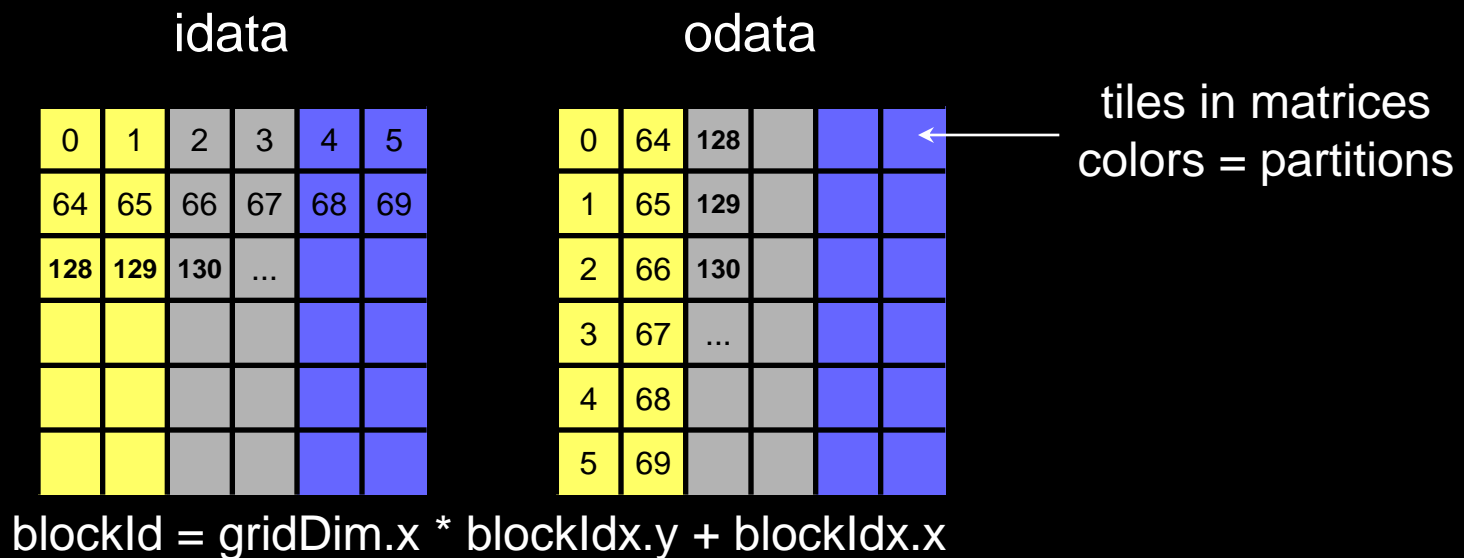 idata
odata
tiles in matrices
colors = partitions
0 1 2 3 4 5
64 65 66 67 68 69
128 129 130 ...
0 64 128
1 65 129
2 66 130
3 67 ...
4 68
5 69
blockId = gridDim.x * blockIdx.y + blockIdx.x